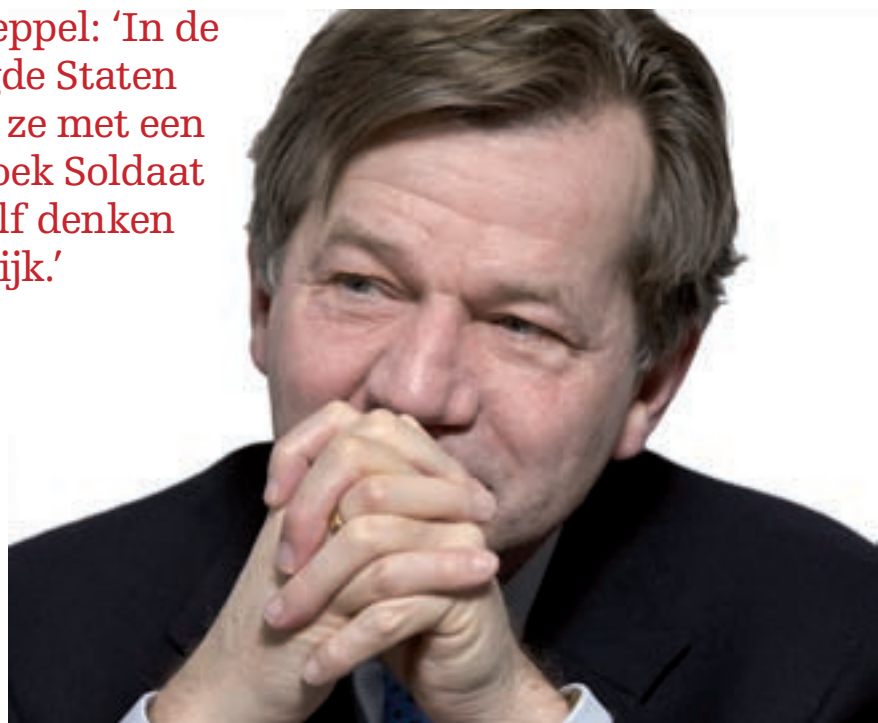 eppel: ‘In de
gde Staten
ze met een
oek Soldaat
lf denken
ijk.’